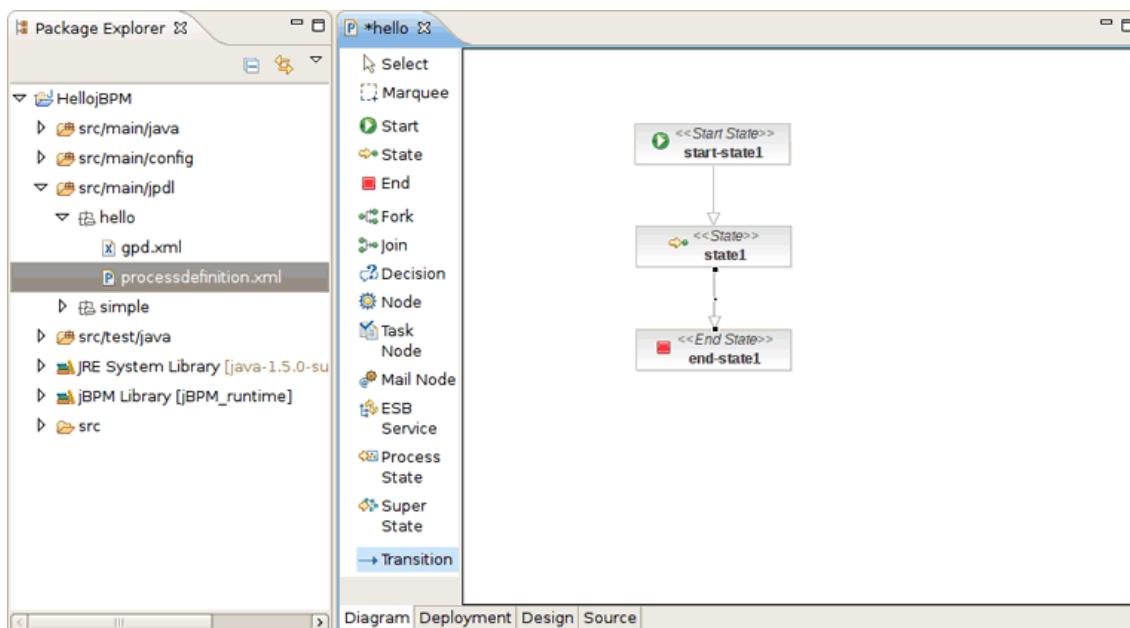 Package Explorer
HellojBPM
src/main/java
src/main/config
src/main/jpdl
hello
gpd.xml
processdefinition.xml
simple
src/test/java
JRE System Library [java-1.5.0-su
jBPM Library [jBPM_runtime]
src
*hello
Select
Marquee
Start
State
End
Fork
Join
Decision
Node
Task
Node
Mail Node
ESB
Service
Process
State
Super
State
Transition
<<Start State>>
start-state1
<<State>>
state1
<<End State>>
end-state1
Diagram Deployment Design Source